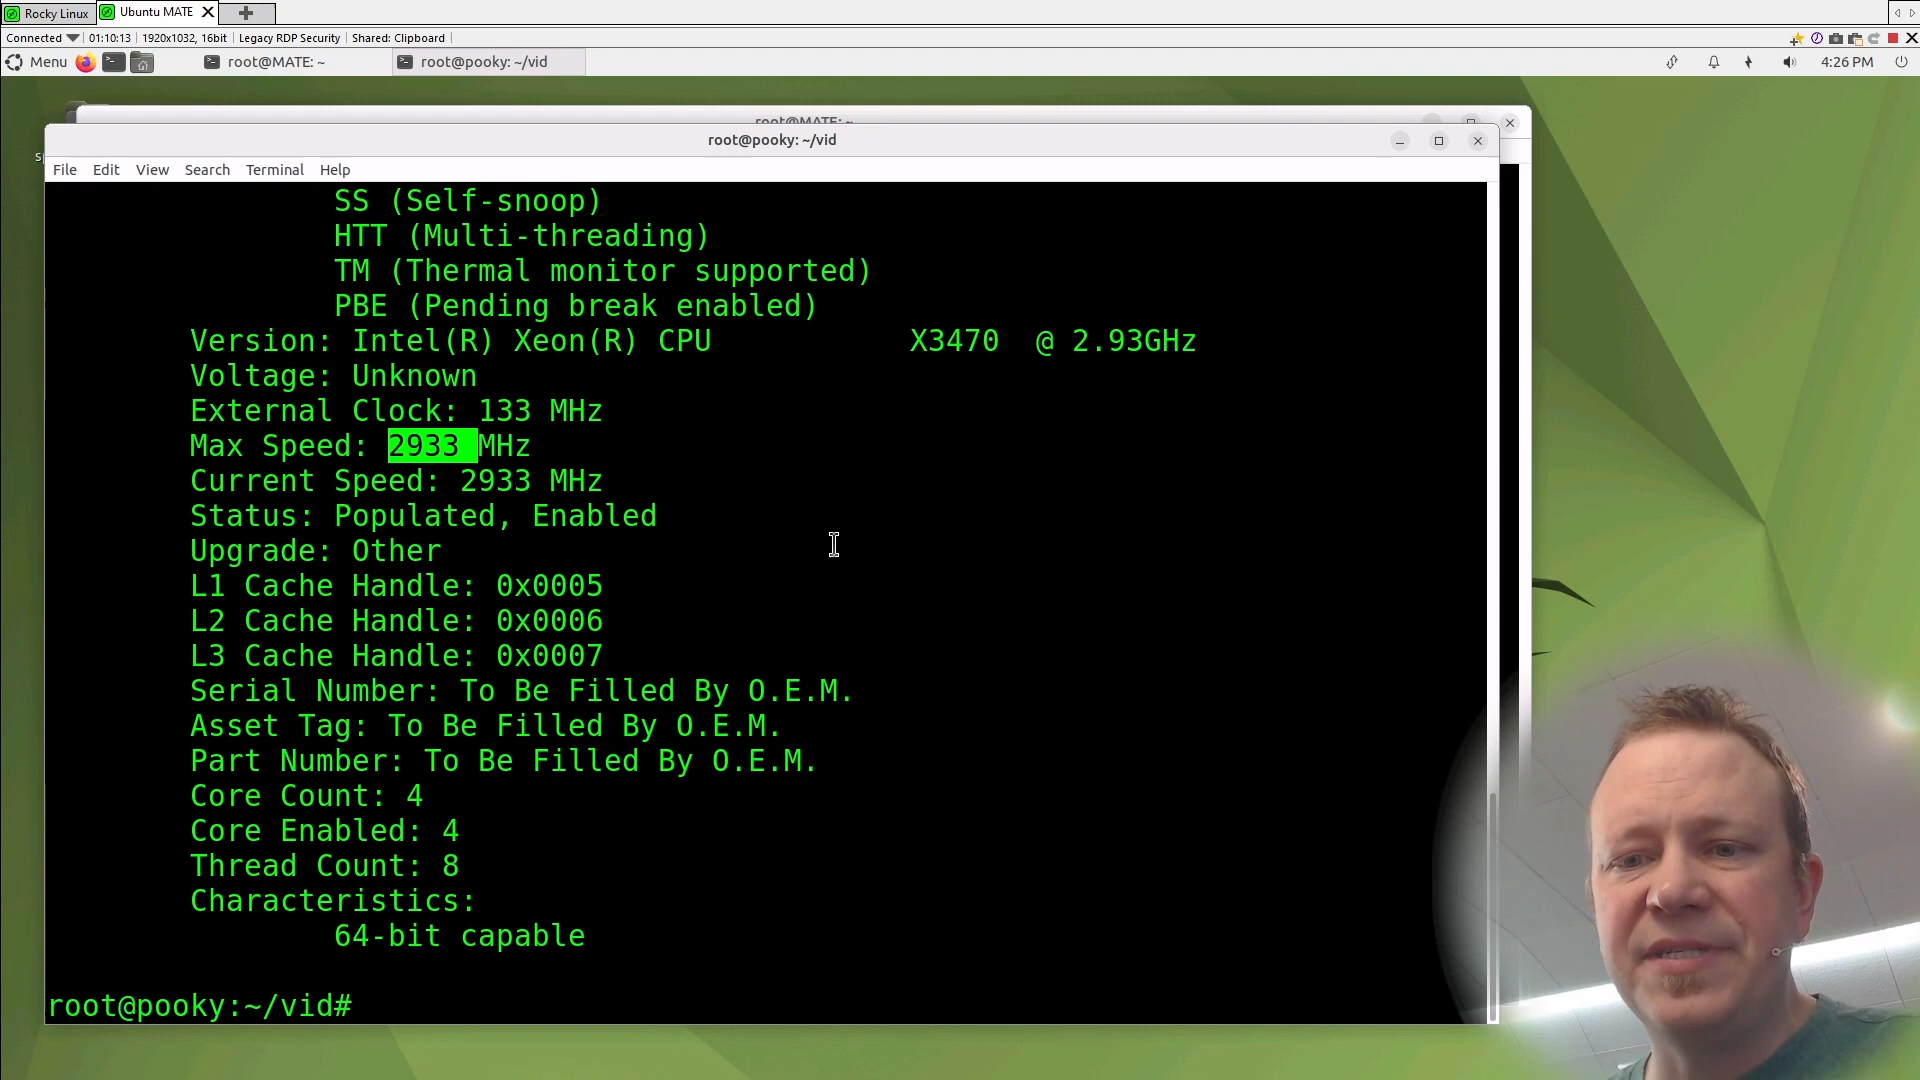 Rocky Linux
Ubuntu MATE
Connected
01:10:13
1920x1032, 16bit
Legacy RDP Security
Shared: Clipboard
Menu
root@MATE: ~
root@pooky: ~/vid
4:26 PM
root@MATE: ~
root@pooky: ~/vid
File Edit View Search Terminal Help
SS (Self-snoop)
HTT (Multi-threading)
TM (Thermal monitor supported)
PBE (Pending break enabled)
Version: Intel(R) Xeon(R) CPU X3470 @ 2.93GHz
Voltage: Unknown
External Clock: 133 MHz
Max Speed: 2933 MHz
Current Speed: 2933 MHz
Status: Populated, Enabled
Upgrade: Other
L1 Cache Handle: 0x0005
L2 Cache Handle: 0x0006
L3 Cache Handle: 0x0007
Serial Number: To Be Filled By O.E.M.
Asset Tag: To Be Filled By O.E.M.
Part Number: To Be Filled By O.E.M.
Core Count: 4
Core Enabled: 4
Thread Count: 8
Characteristics:
64-bit capable
root@pooky:~/vid#